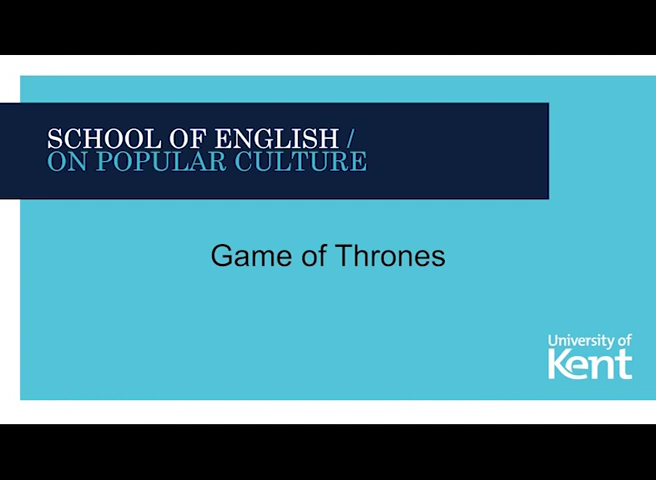 SCHOOL OF ENGLISH /
ON POPULAR CULTURE
Game of Thrones
University of
Kent